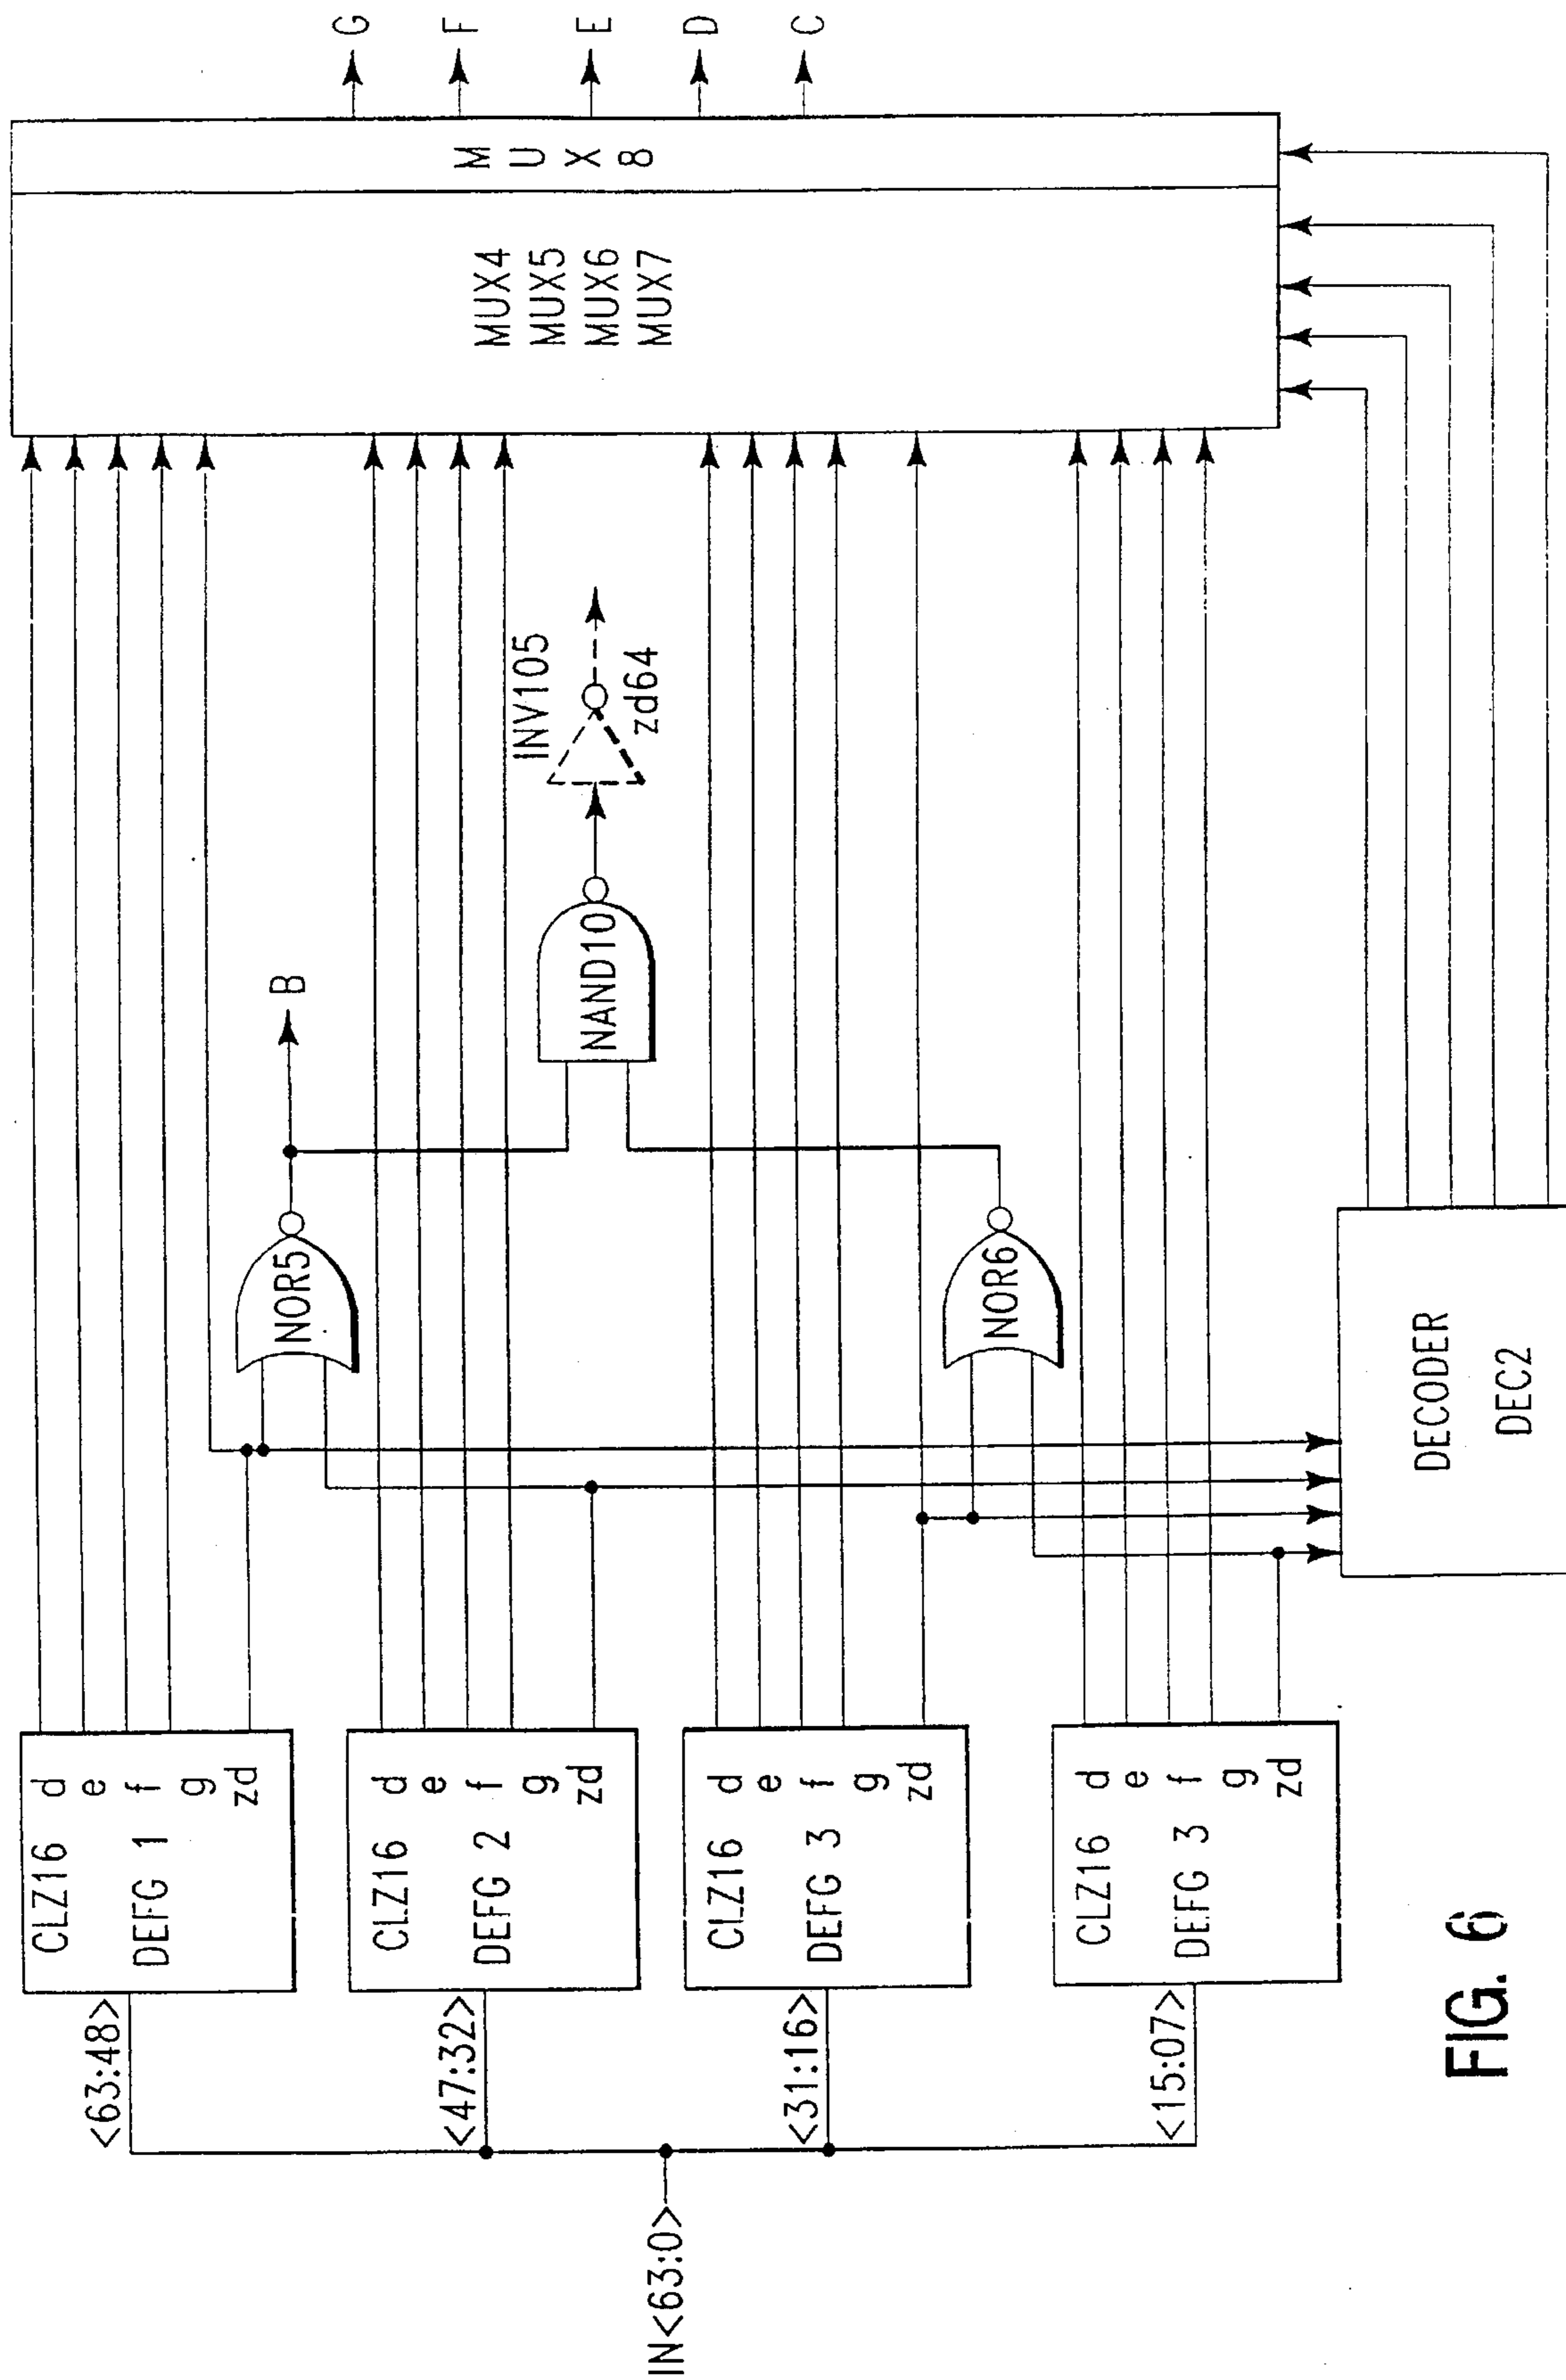 IN<63:0>
<63:48>
<47:32>
<31:16>
<15:07>
CLZ16 d
e
DEFG 1 f
g
zd
CLZ16 d
e
DEFG 2 f
g
zd
CLZ16 d
e
DEFG 3 f
g
zd
CLZ16 d
e
DEFG 3 f
g
zd
NOR5
B
NOR6
NAND10
INV105
zd64
DECODER
DEC2
MUX4
MUX5
MUX6
MUX7
M
U
X
8
G
F
E
D
C
FIG. 6